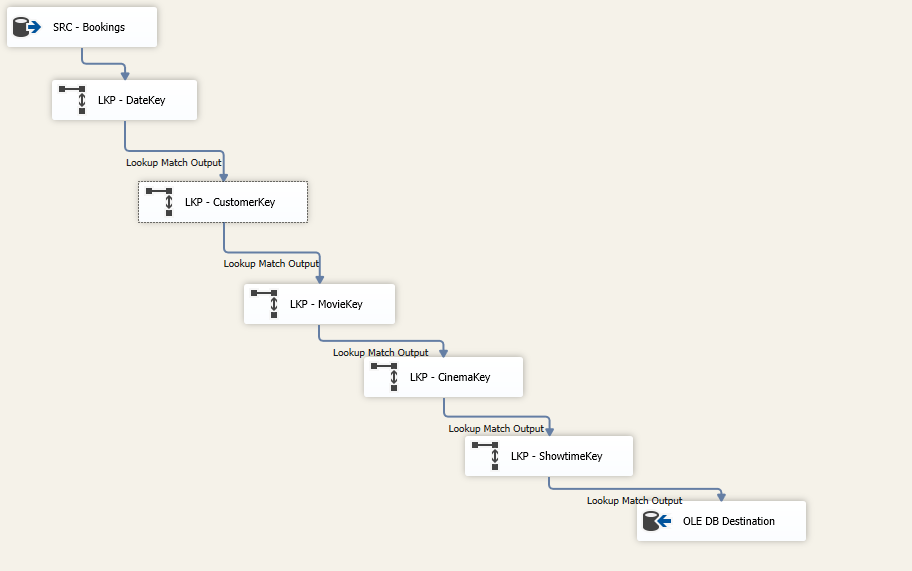 SRC - Bookings
LKP - DateKey
Lookup Match Output
LKP - CustomerKey
Lookup Match Output
LKP - MovieKey
Lookup Match Output
LKP - CinemaKey
Lookup Match Output
LKP - ShowtimeKey
Lookup Match Output
OLE DB Destination